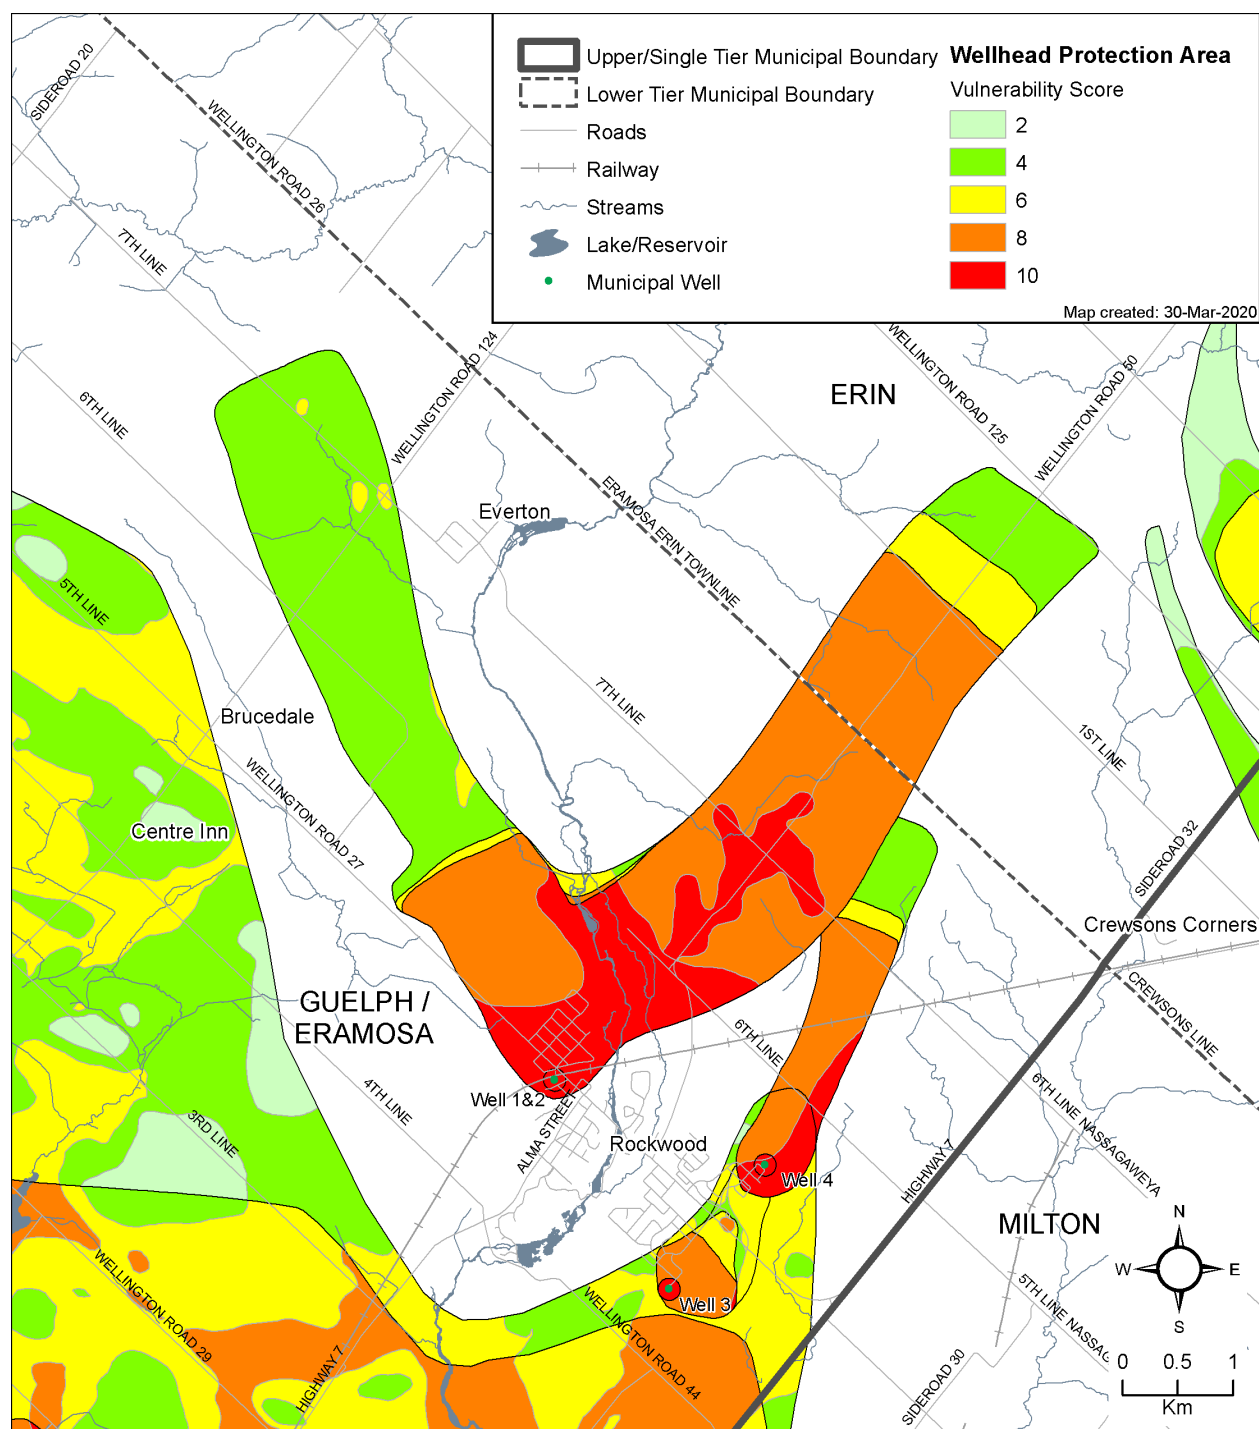 Upper/Single Tier Municipal Boundary
Lower Tier Municipal Boundary
Roads
Railway
Streams
Lake/Reservoir
Municipal Well
Wellhead Protection Area
Vulnerability Score
2
4
6
8
10
Map created: 30-Mar-2020
SIDEROAD 20
WELLINGTON ROAD 26
7TH LINE
WELLINGTON ROAD 124
WELLINGTON ROAD 125
WELLINGTON ROAD 50
ERIN
6TH LINE
Everton
ERAMOSA ERIN TOWNLINE
5TH LINE
7TH LINE
Brucedale
1ST LINE
WELLINGTON ROAD 27
Centre Inn
SIDEROAD 32
Crewsons Corners
GUELPH /
ERAMOSA
CREWSONS LINE
6TH LINE
4TH LINE
Well 1&2
ALMA STREET
Rockwood
3RD LINE
6TH LINE NASSAGAWEYA
HIGHWAY 7
Well 4
MILTON
WELLINGTON ROAD 29
Well 3
WELLINGTON ROAD 44
5TH LINE NASSAG
HIGHWAY 7
SIDEROAD 30
N
W
E
S
0 0.5 1
Km